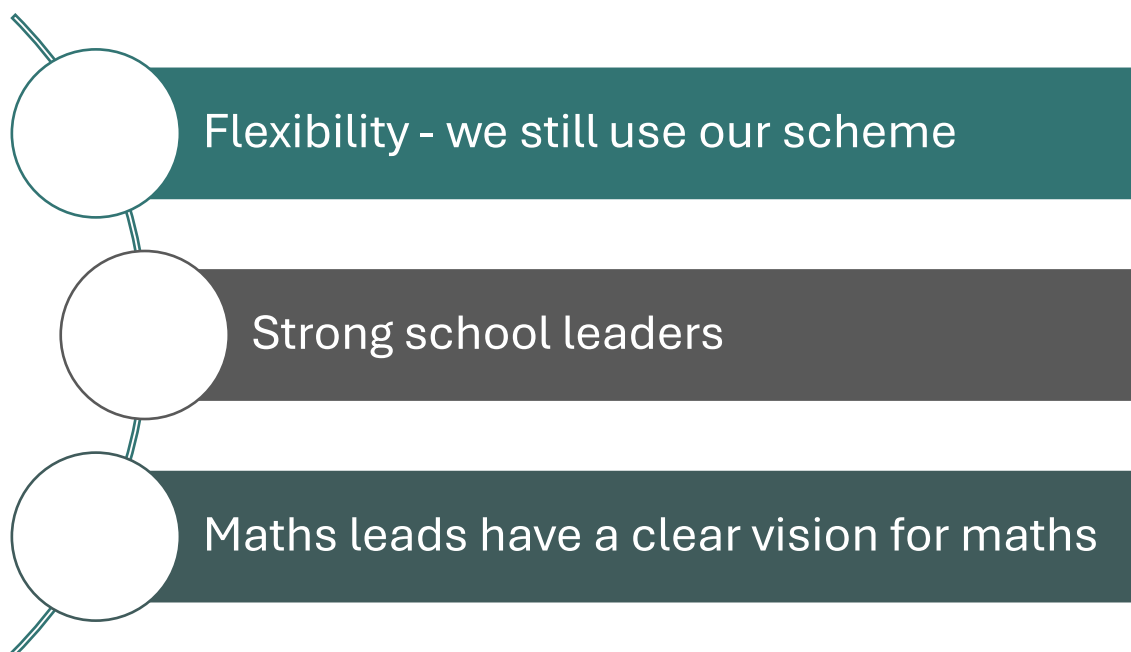 Flexibility - we still use our scheme
Strong school leaders
Maths leads have a clear vision for maths